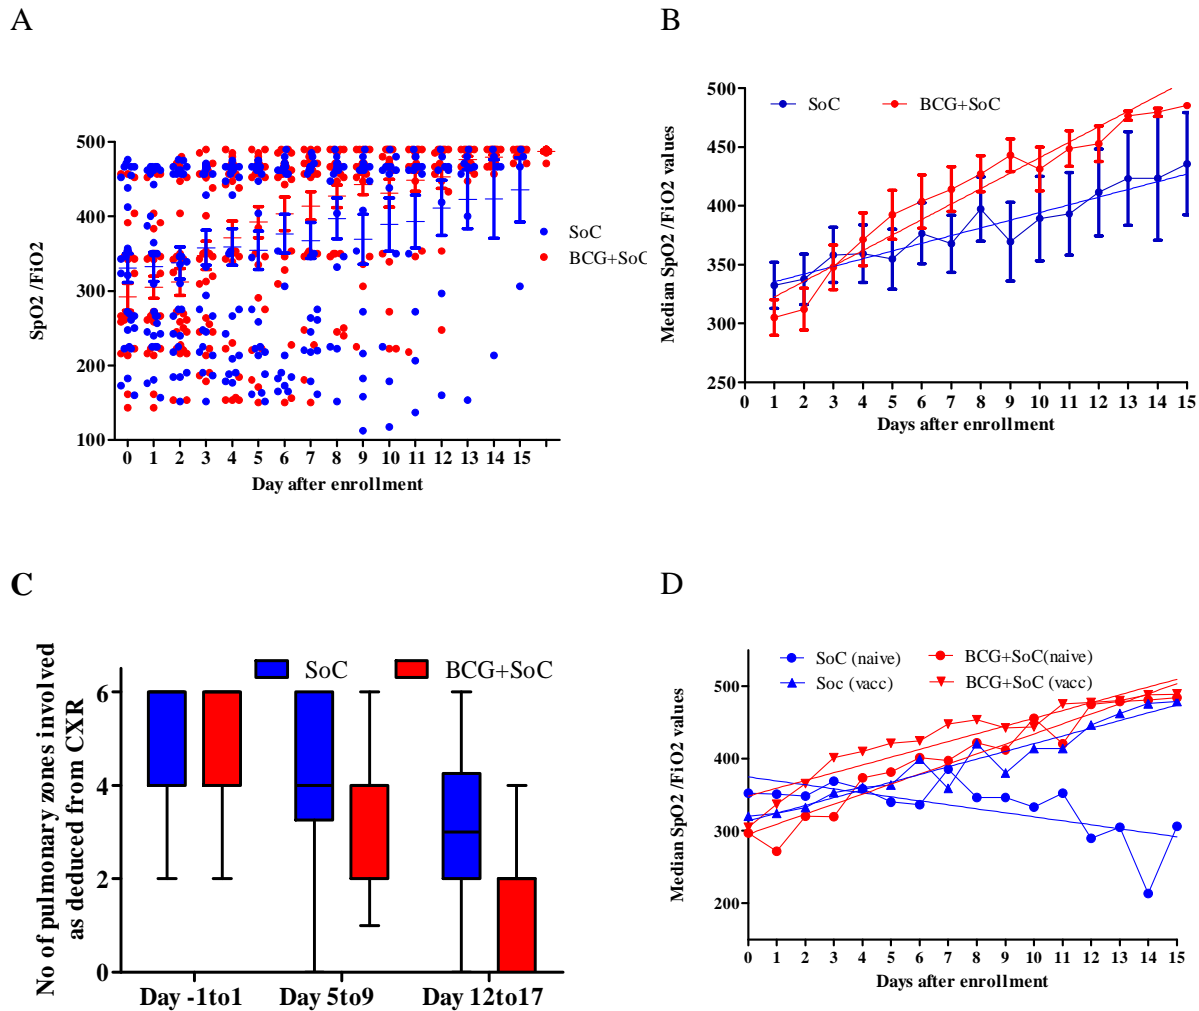 A
500
400
300
200
100
SpO2 /FiO2
0 1 2 3 4 5 6 7 8 9 10 11 12 13 14 15
Day after enrollment
SoC
BCG+SoC
B
SoC
BCG+SoC
500
450
400
350
300
250
Median SpO2 /FiO2 values
0 1 2 3 4 5 6 7 8 9 10 11 12 13 14 15
Days after enrollment
C
SoC
BCG+SoC
6
4
2
0
No of pulmonary zones involved
as deduced from CXR
Day -1to1 Day 5to9 Day 12to17
D
SoC (naive)
BCG+SoC(naive)
Soc (vacc)
BCG+SoC (vacc)
500
400
300
200
Median SpO2 /FiO2 values
0 1 2 3 4 5 6 7 8 9 10 11 12 13 14 15
Days after enrollment